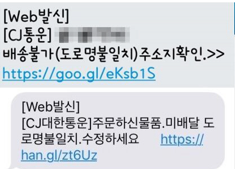 [Web발신]
[CJ통운]
배송불가(도로명불일치)주소지확인.>>
https://goo.gl/eKsb1S
[Web발신]
[CJ대한통운]주문하신물품.미배달 도
로명불일치.수정하세요 https://
han.gl/zt6Uz